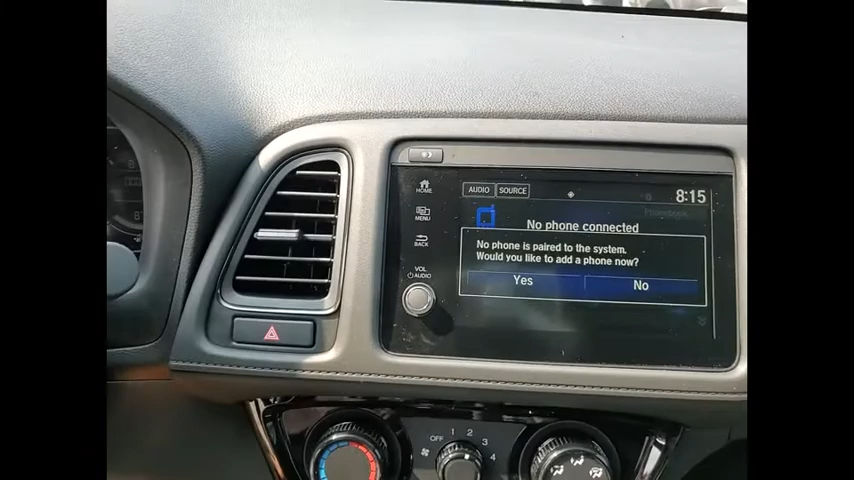 HOME
AUDIO SOURCE
8:15
MENU
No phone connected
BACK
No phone is paired to the system.
Would you like to add a phone now?
VOL
AUDIO
Yes
No
OFF 1 2 3 4